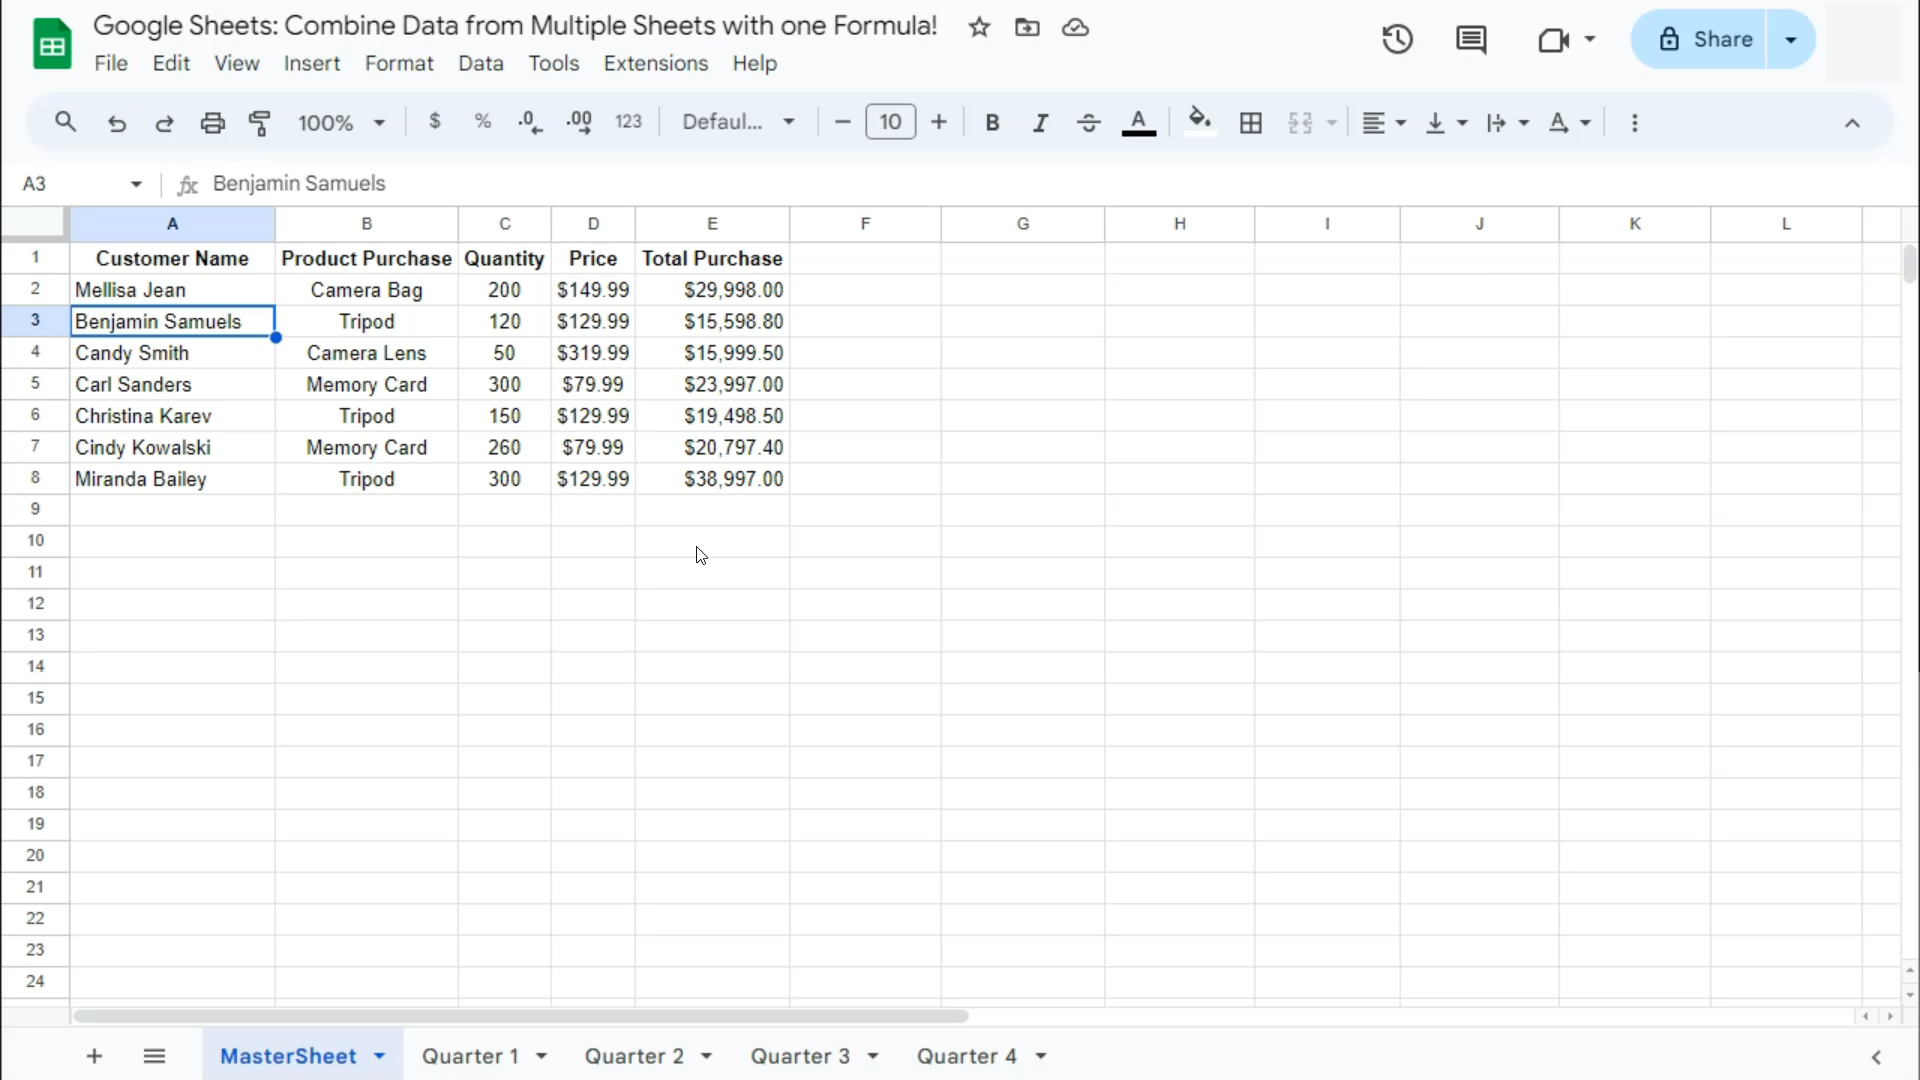 Google Sheets: Combine Data from Multiple Sheets with one Formula!
File Edit View Insert Format Data Tools Extensions Help
Share
100% $ % .0 .00 123 Defaul... 10 B I A
A3 fx Benjamin Samuels
A B C D E F G H I J K L
1 Customer Name Product Purchase Quantity Price Total Purchase
2 Mellisa Jean Camera Bag 200 $149.99 $29,998.00
3 Benjamin Samuels Tripod 120 $129.99 $15,598.80
4 Candy Smith Camera Lens 50 $319.99 $15,999.50
5 Carl Sanders Memory Card 300 $79.99 $23,997.00
6 Christina Karev Tripod 150 $129.99 $19,498.50
7 Cindy Kowalski Memory Card 260 $79.99 $20,797.40
8 Miranda Bailey Tripod 300 $129.99 $38,997.00
9
10
11
12
13
14
15
16
17
18
19
20
21
22
23
24
MasterSheet Quarter 1 Quarter 2 Quarter 3 Quarter 4